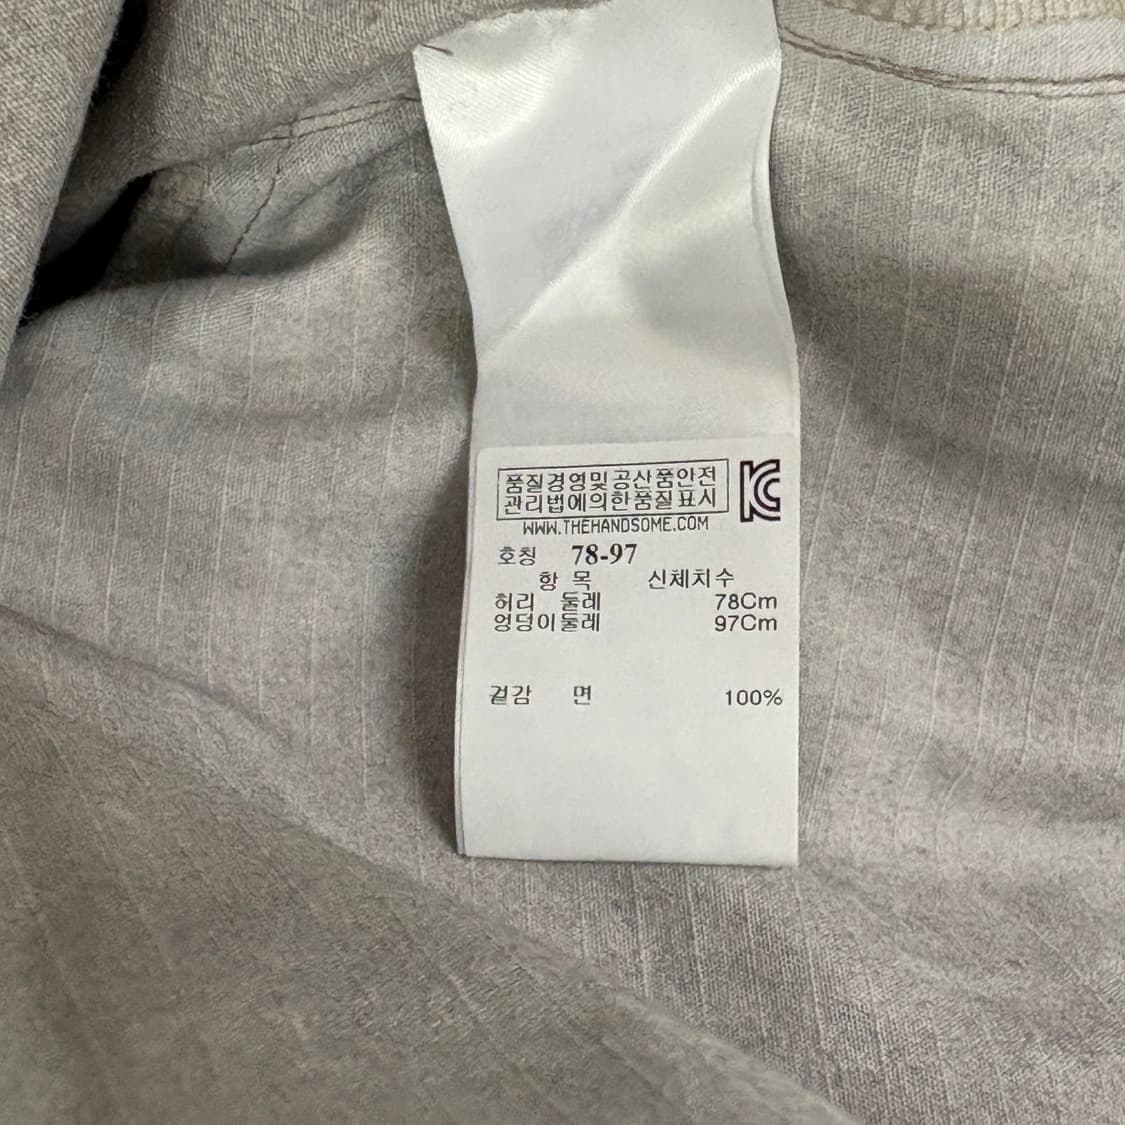 품질경영및공산품안전
관리법에의한품질표시
WWW.THEHANDSOME.COM
호칭 78-97
항 목 신체치수
허리 둘레 78Cm
엉덩이둘레 97Cm
겉감 면 100%